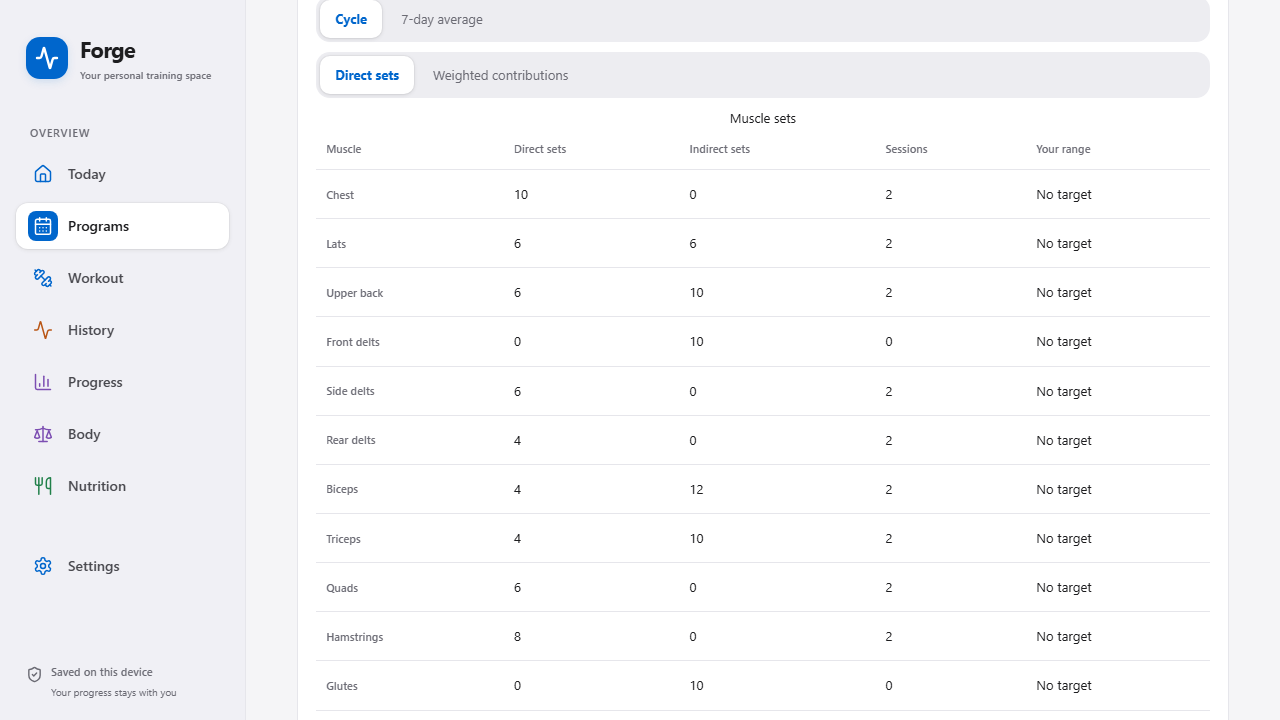 Forge
Your personal training space
OVERVIEW
Today
Programs
Workout
History
Progress
Body
Nutrition
Settings
Saved on this device
Your progress stays with you
Cycle 7-day average
Direct sets Weighted contributions
Muscle sets
Muscle Direct sets Indirect sets Sessions Your range
Chest 10 0 2 No target
Lats 6 6 2 No target
Upper back 6 10 2 No target
Front delts 0 10 0 No target
Side delts 6 0 2 No target
Rear delts 4 0 2 No target
Biceps 4 12 2 No target
Triceps 4 10 2 No target
Quads 6 0 2 No target
Hamstrings 8 0 2 No target
Glutes 0 10 0 No target